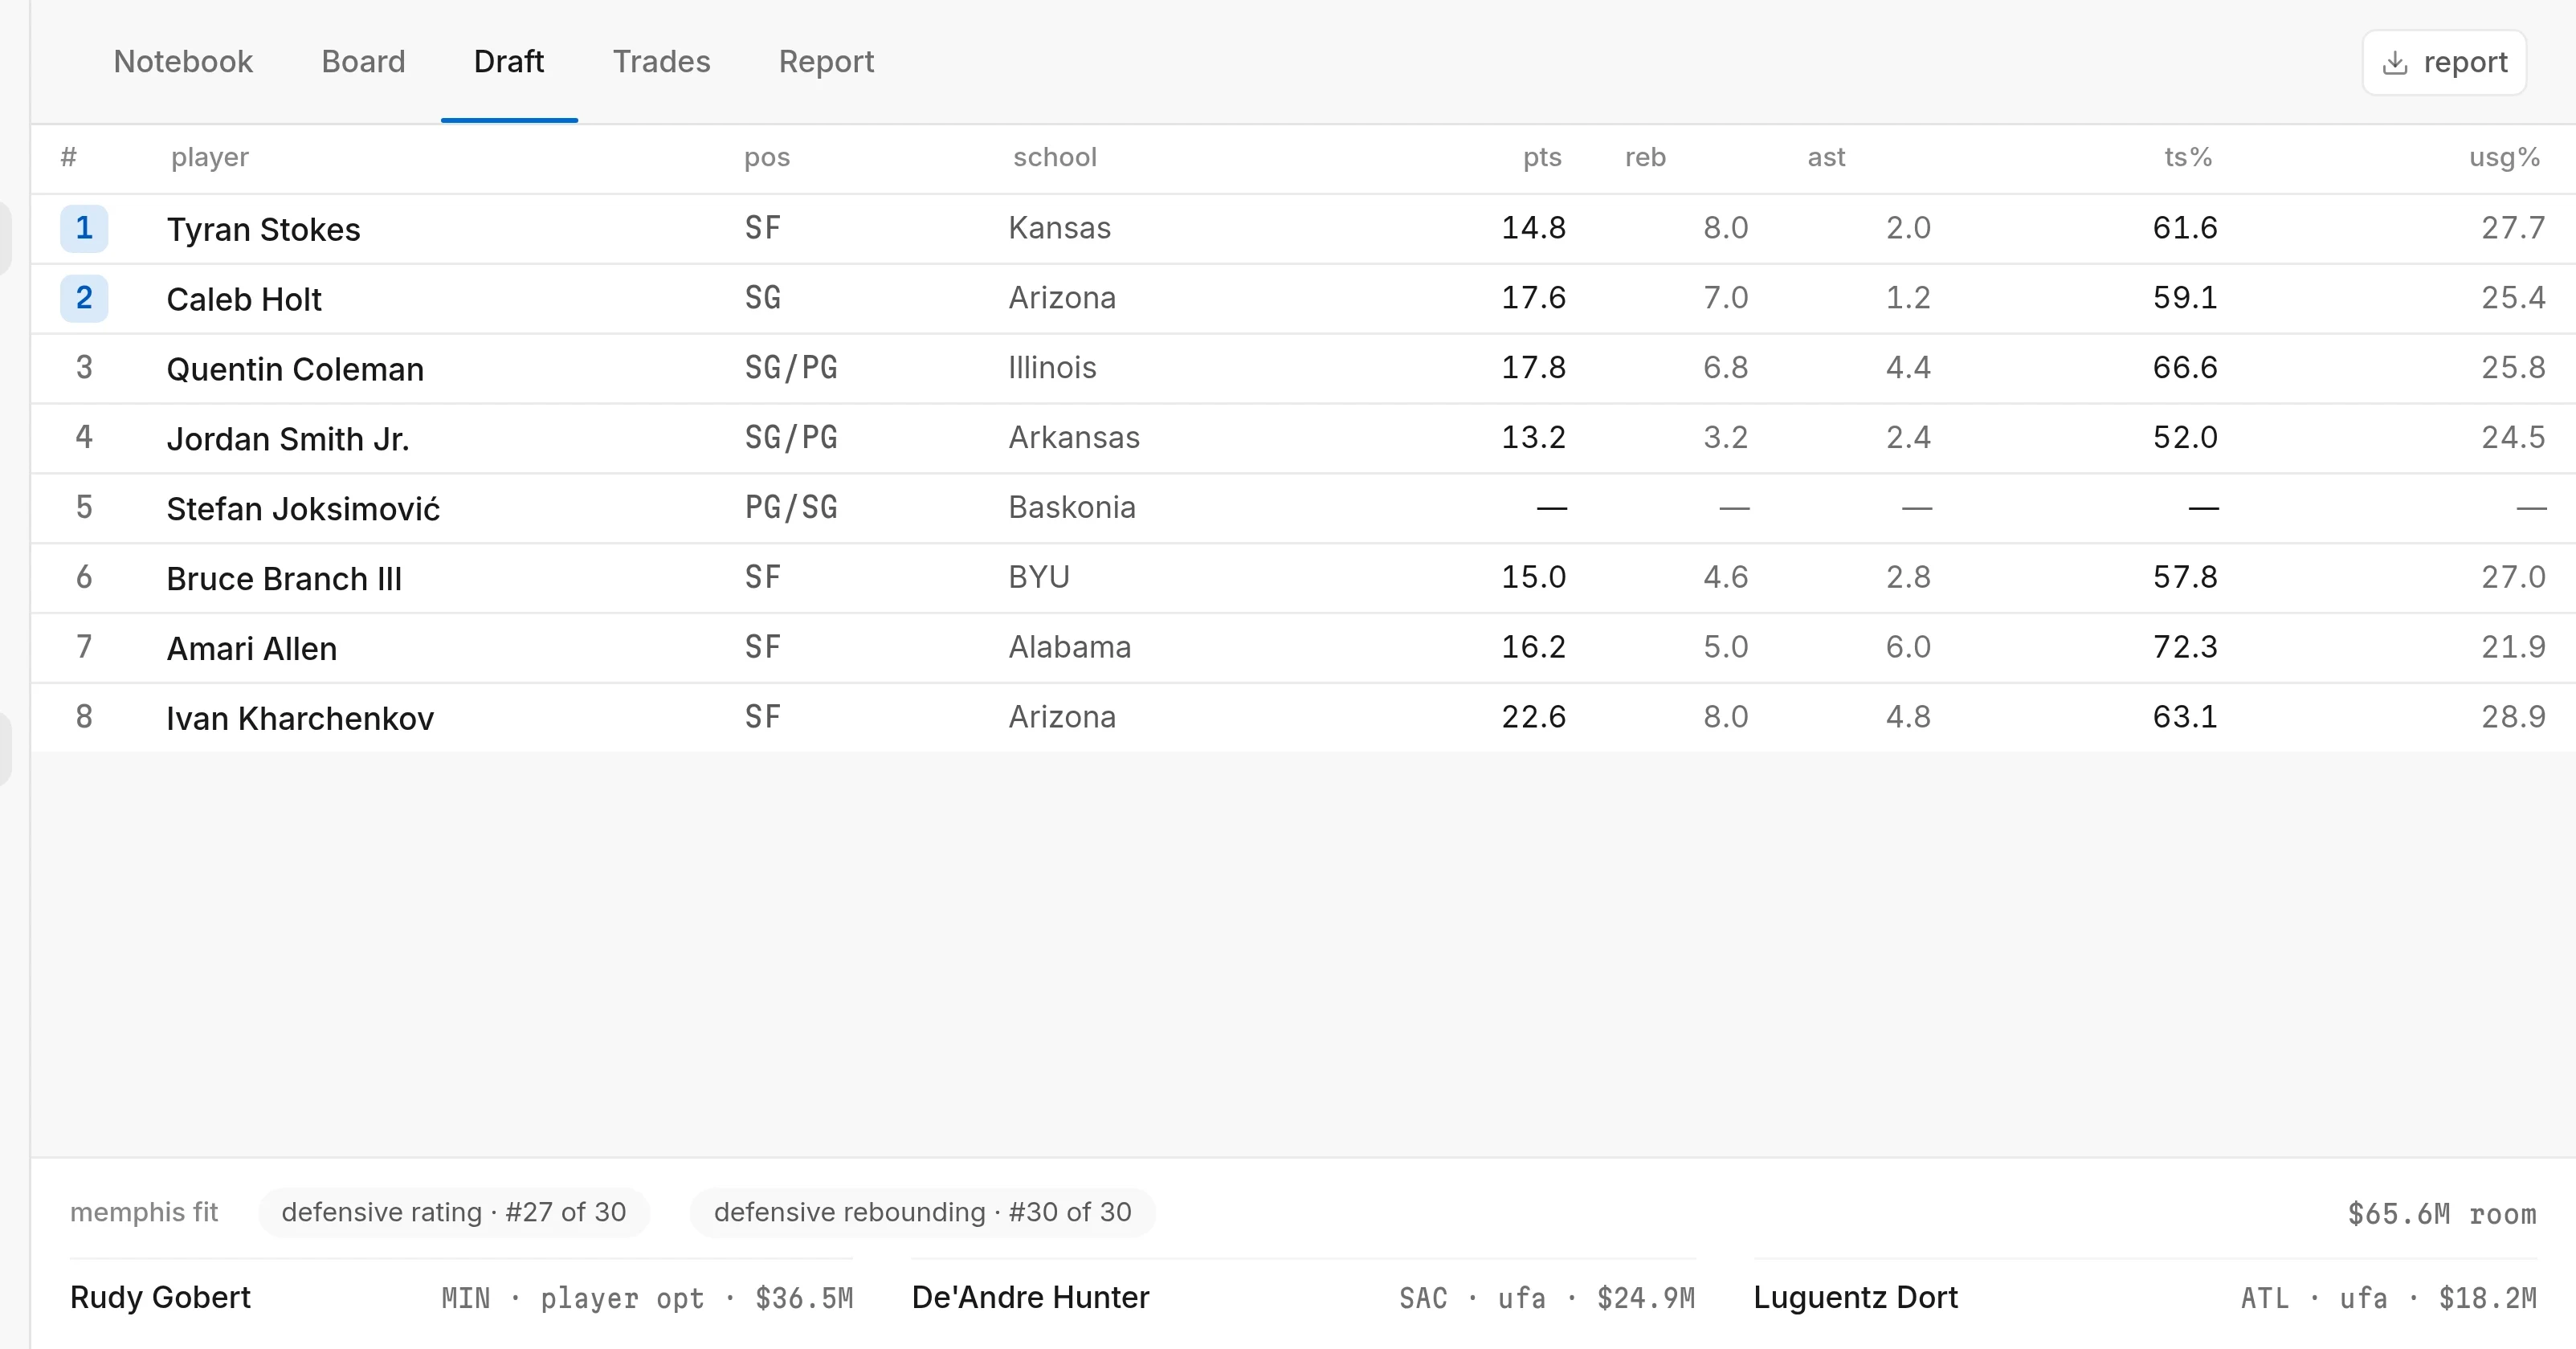 Notebook Board Draft Trades Report report
# player pos school pts reb ast ts% usg%
1 Tyran Stokes SF Kansas 14.8 8.0 2.0 61.6 27.7
2 Caleb Holt SG Arizona 17.6 7.0 1.2 59.1 25.4
3 Quentin Coleman SG/PG Illinois 17.8 6.8 4.4 66.6 25.8
4 Jordan Smith Jr. SG/PG Arkansas 13.2 3.2 2.4 52.0 24.5
5 Stefan Joksimović PG/SG Baskonia — — — — —
6 Bruce Branch III SF BYU 15.0 4.6 2.8 57.8 27.0
7 Amari Allen SF Alabama 16.2 5.0 6.0 72.3 21.9
8 Ivan Kharchenkov SF Arizona 22.6 8.0 4.8 63.1 28.9
memphis fit defensive rating · #27 of 30 defensive rebounding · #30 of 30 $65.6M room
Rudy Gobert MIN · player opt · $36.5M De'Andre Hunter SAC · ufa · $24.9M Luguentz Dort ATL · ufa · $18.2M